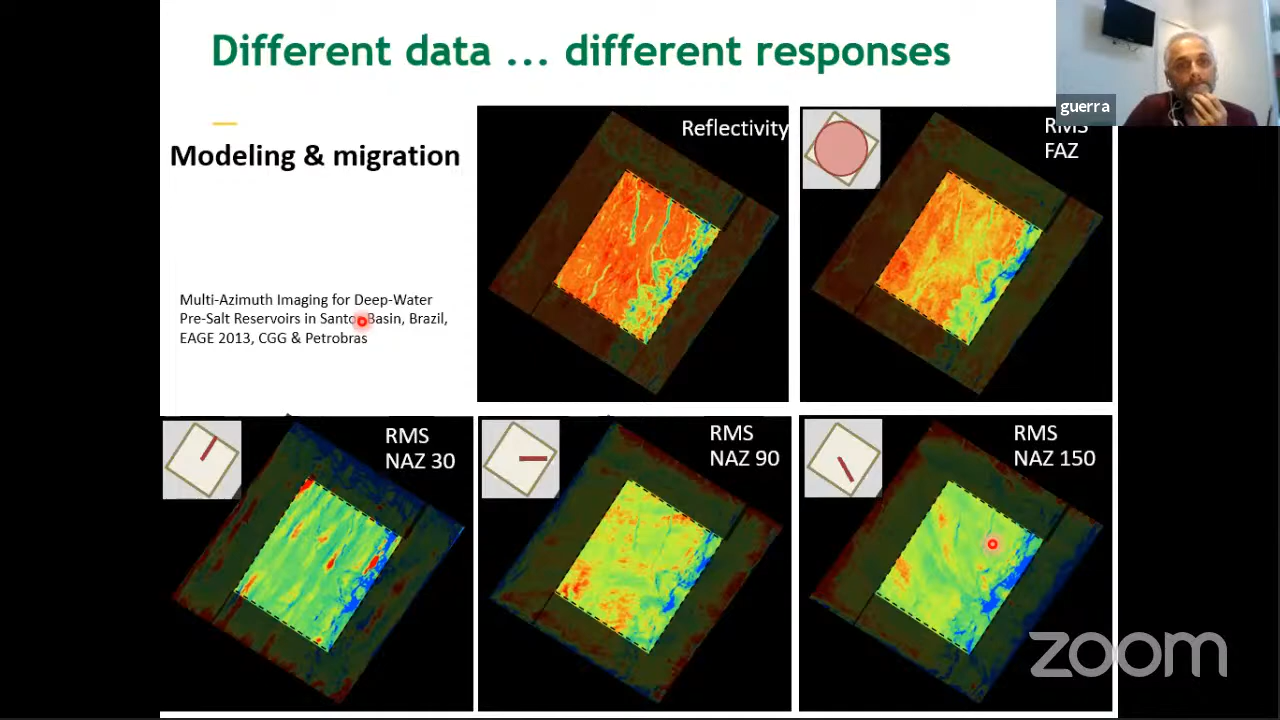 Different data ... different responses
guerra
Modeling & migration
Reflectivity
RMS
FAZ
Multi-Azimuth Imaging for Deep-Water
Pre-Salt Reservoirs in Santos Basin, Brazil,
EAGE 2013, CGG & Petrobras
RMS
NAZ 30
RMS
NAZ 90
RMS
NAZ 150
zoom